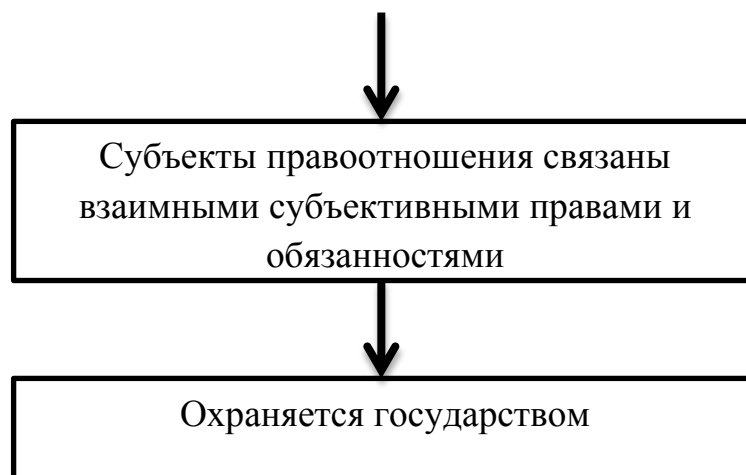 Субъекты правоотношения связаны
взаимными субъективными правами и
обязанностями
Охраняется государством